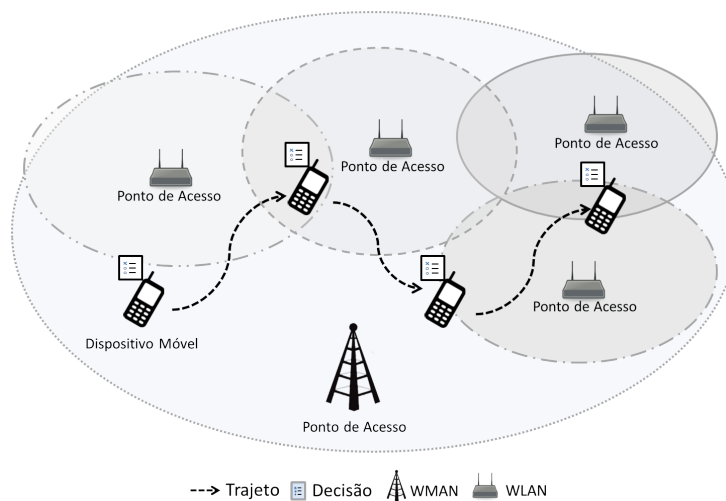 Ponto de Acesso
Ponto de Acesso
Ponto de Acesso
Ponto de Acesso
Dispositivo Móvel
Ponto de Acesso
Trajeto Decisão WMAN WLAN